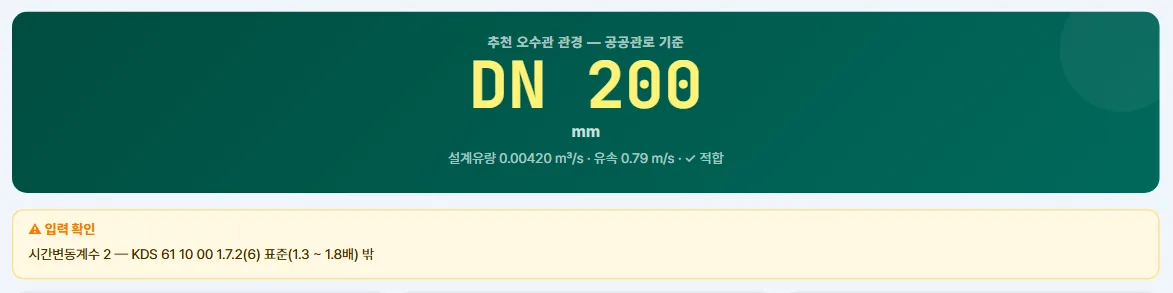 추천 오수관 관경 — 공공관로 기준
DN 200
mm
설계유량 0.00420 m³/s · 유속 0.79 m/s · ✓ 적합
⚠ 입력 확인
시간변동계수 2 — KDS 61 10 00 1.7.2(6) 표준(1.3 ~ 1.8배) 밖